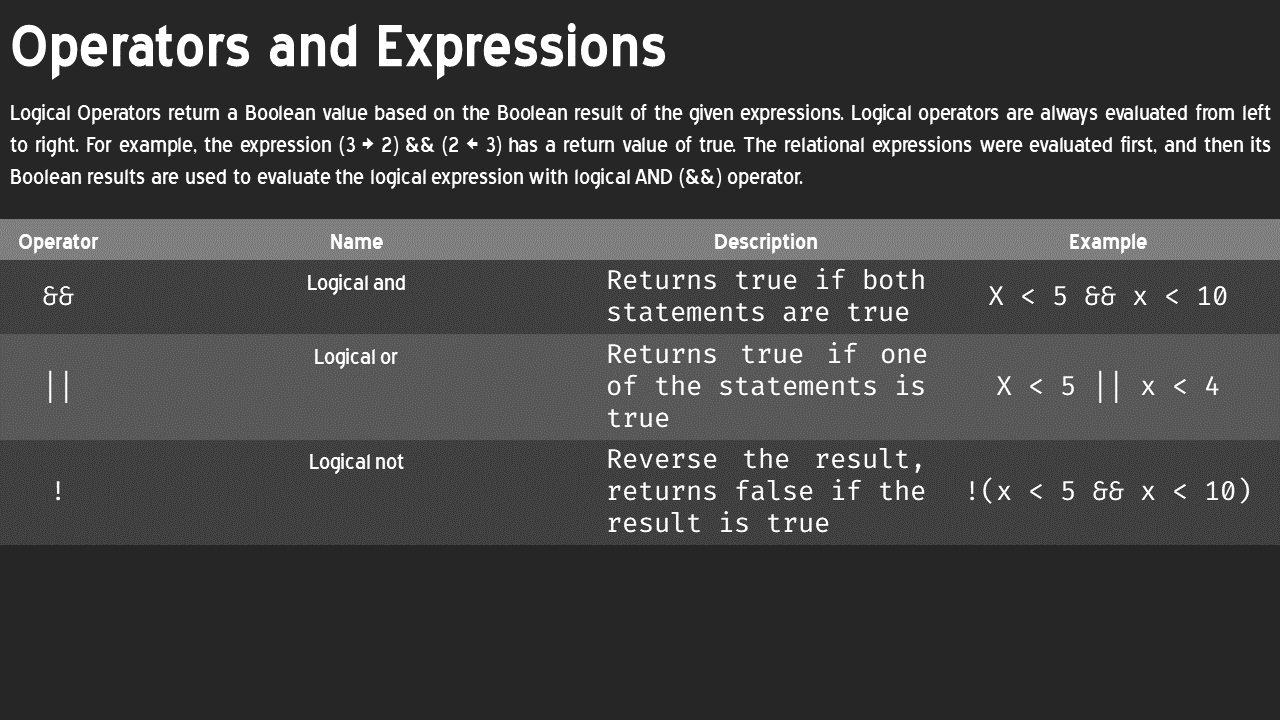 Operators and Expressions
Logical Operators return a Boolean value based on the Boolean result of the given expressions. Logical operators are always evaluated from left
to right. For example, the expression (3 → 2) && (2 ← 3) has a return value of true. The relational expressions were evaluated first, and then its
Boolean results are used to evaluate the logical expression with logical AND (&&) operator.
Operator Name Description Example
&& Logical and Returns true if both
statements are true X < 5 && x < 10
|| Logical or Returns true if one
of the statements is
true X < 5 || x < 4
! Logical not Reverse the result,
returns false if the
result is true !(x < 5 && x < 10)